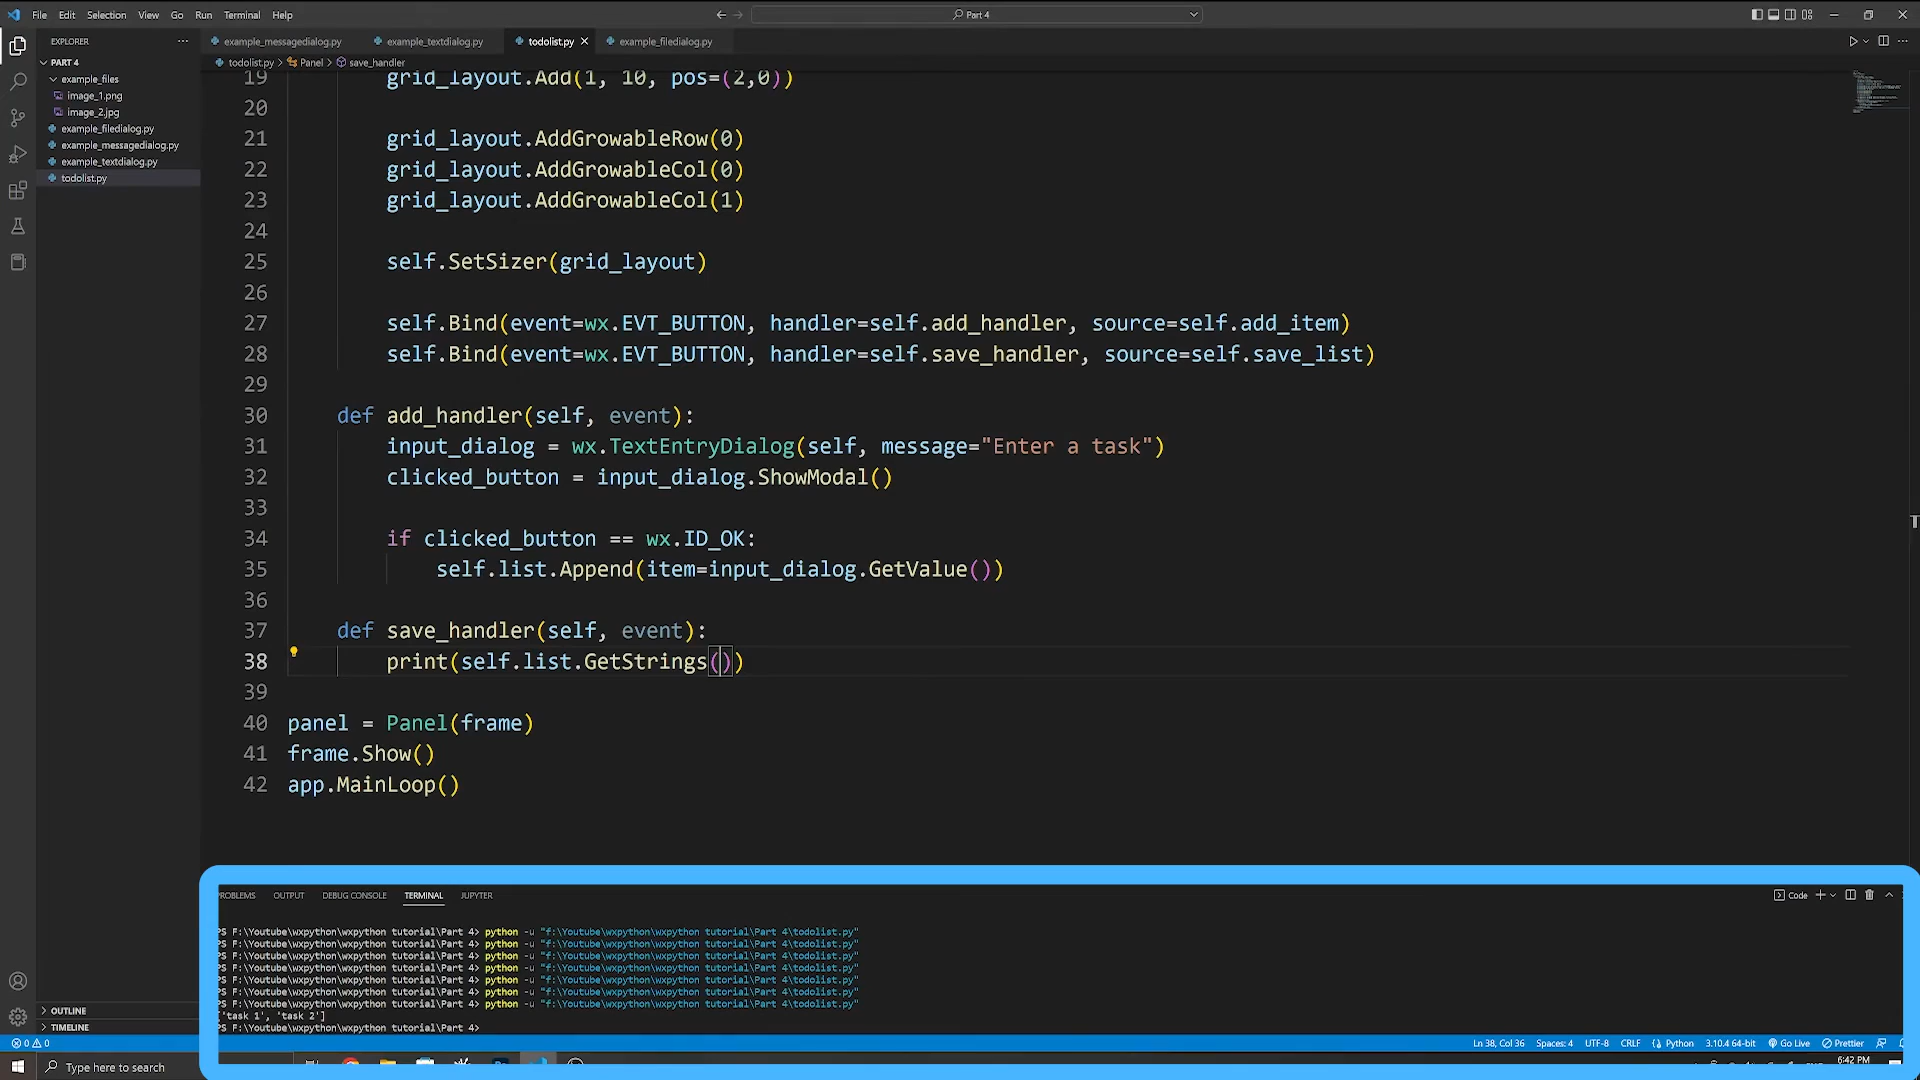 File Edit Selection View Go Run Terminal Help
Part 4
EXPLORER
example_messagedialog.py example_textdialog.py todolist.py example_filedialog.py
todolist.py > Panel > save_handler
PART 4
example_files
image_1.png
image_2.jpg
example_filedialog.py
example_messagedialog.py
example_textdialog.py
todolist.py
19 grid_layout.Add(1, 10, pos=(2,0))
20
21 grid_layout.AddGrowableRow(0)
22 grid_layout.AddGrowableCol(0)
23 grid_layout.AddGrowableCol(1)
24
25 self.SetSizer(grid_layout)
26
27 self.Bind(event=wx.EVT_BUTTON, handler=self.add_handler, source=self.add_item)
28 self.Bind(event=wx.EVT_BUTTON, handler=self.save_handler, source=self.save_list)
29
30 def add_handler(self, event):
31 input_dialog = wx.TextEntryDialog(self, message="Enter a task")
32 clicked_button = input_dialog.ShowModal()
33
34 if clicked_button == wx.ID_OK:
35 self.list.Append(item=input_dialog.GetValue())
36
37 def save_handler(self, event):
38 print(self.list.GetStrings())
39
40 panel = Panel(frame)
41 frame.Show()
42 app.MainLoop()
ROBLEMS OUTPUT DEBUG CONSOLE TERMINAL JUPYTER
Code
PS F:\Youtube\wxpython\wxpython tutorial\Part 4> python -u "f:\Youtube\wxpython\wxpython tutorial\Part 4\todolist.py"
PS F:\Youtube\wxpython\wxpython tutorial\Part 4> python -u "f:\Youtube\wxpython\wxpython tutorial\Part 4\todolist.py"
PS F:\Youtube\wxpython\wxpython tutorial\Part 4> python -u "f:\Youtube\wxpython\wxpython tutorial\Part 4\todolist.py"
PS F:\Youtube\wxpython\wxpython tutorial\Part 4> python -u "f:\Youtube\wxpython\wxpython tutorial\Part 4\todolist.py"
PS F:\Youtube\wxpython\wxpython tutorial\Part 4> python -u "f:\Youtube\wxpython\wxpython tutorial\Part 4\todolist.py"
PS F:\Youtube\wxpython\wxpython tutorial\Part 4> python -u "f:\Youtube\wxpython\wxpython tutorial\Part 4\todolist.py"
PS F:\Youtube\wxpython\wxpython tutorial\Part 4> python -u "f:\Youtube\wxpython\wxpython tutorial\Part 4\todolist.py"
['task 1', 'task 2']
PS F:\Youtube\wxpython\wxpython tutorial\Part 4>
OUTLINE
TIMELINE
0 0 Ln 38, Col 36 Spaces: 4 UTF-8 CRLF Python 3.10.4 64-bit Go Live Prettier
Type here to search 6:42 PM